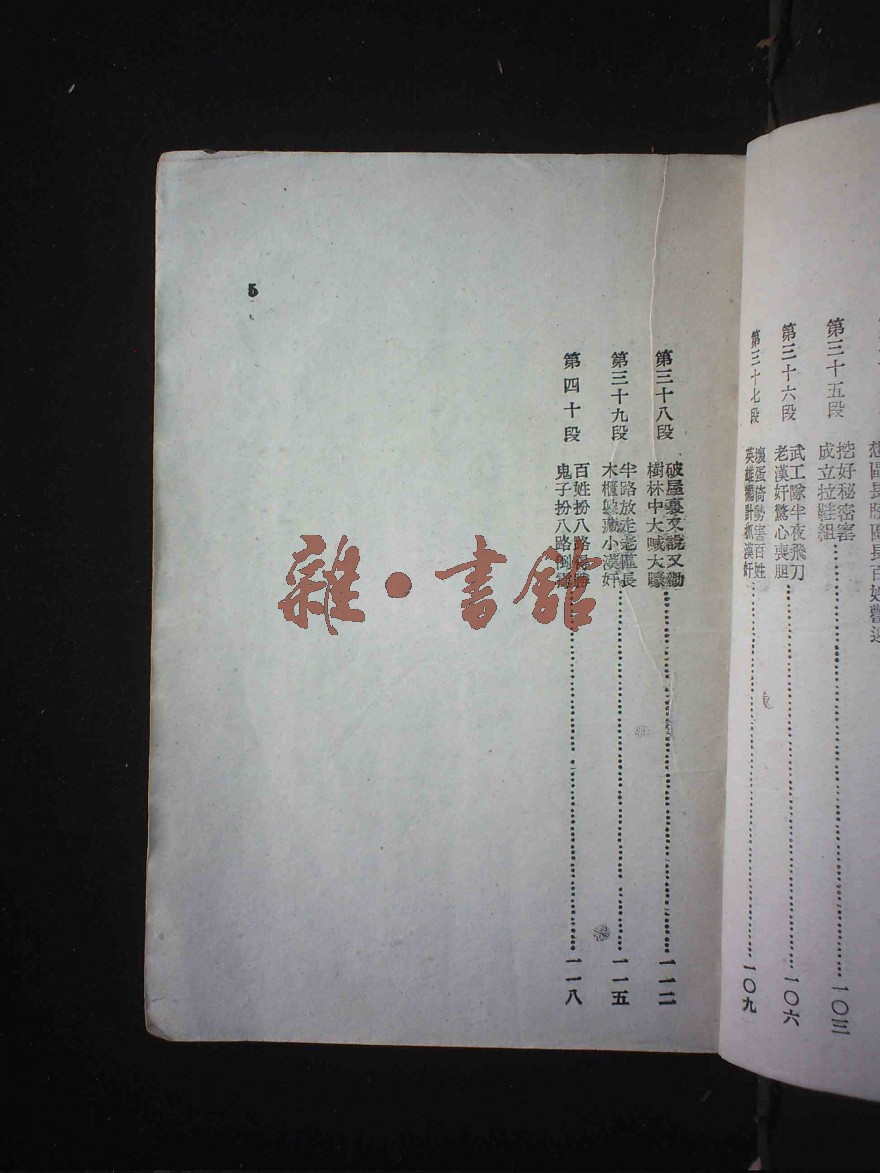 第三十五段
挖好秘密窰
成立拉鞋組
一〇三
第三十六段
武工隊半夜飛刀
老漢奸驚心喪胆
一〇六
第三十七段
壞蛋倚勢害百姓
英雄獨計抓漢奸
一〇九
第三十八段
破屋裏又說又勸
樹林中大喊大嚷
一一二
第三十九段
半路放走老區長
木櫃裏藏小漢奸
一一五
第四十段
百姓扮八路
鬼子扮八路倒霉
一一八
5
雜·書館